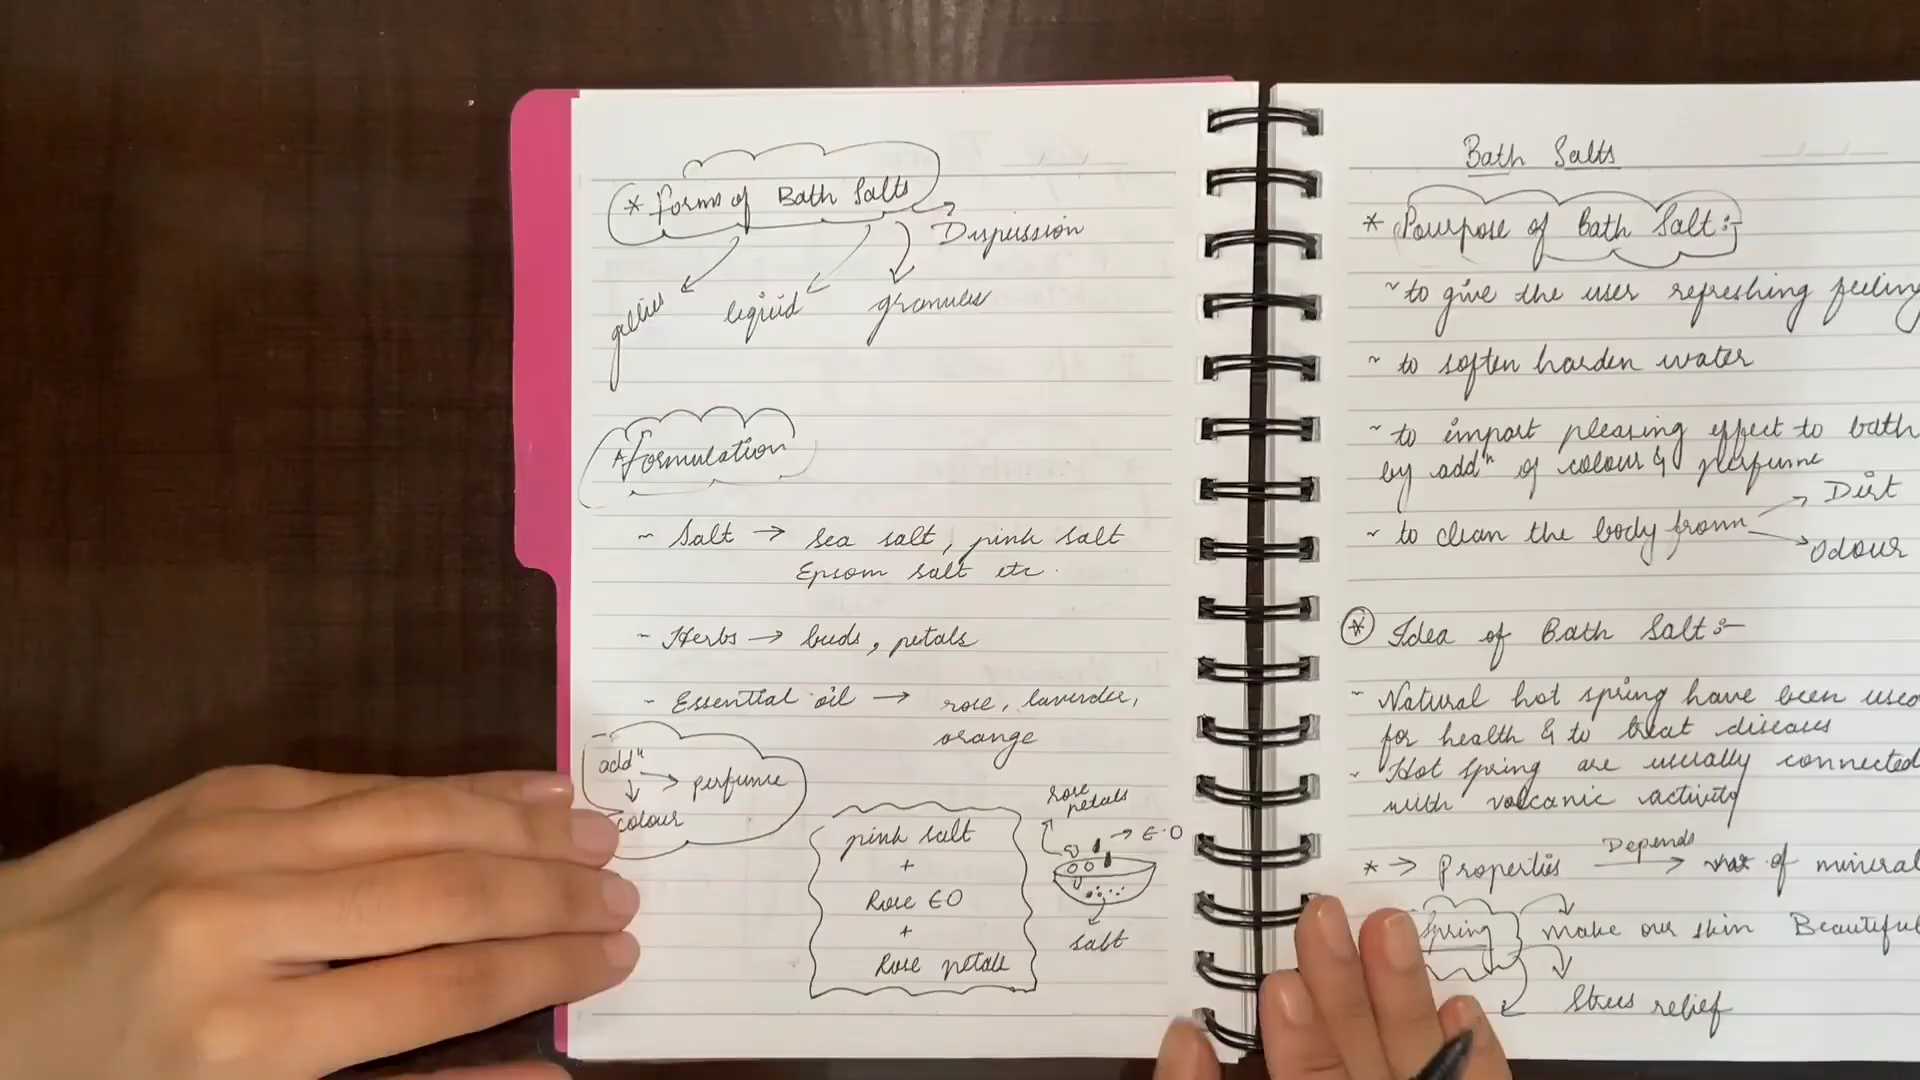 * Forms of Bath Salts
Dispission
gellies
liquid
granules
* Formulation
~ Salt → sea salt, pink salt
Epsom salt etc.
~ Herbs → buds, petals
~ Essential oil → rose, lavender,
orange
addⁿ → perfume
colour
pink salt
+
Rose EO
+
Rose petals
rose
petals
→ E.O
salt
Bath Salts
* Pourpose of Bath Salt :-
~ to give the user refreshing feeling
~ to soften harden water
~ to impart pleasing effect to bath
by addⁿ of colour & perfume
~ to clean the body from
Dirt
Odour
* Idea of Bath Salt :-
~ Natural hot spring have been used
for health & to treat diseases
~ Hot spring are usually connected
with volcanic activity
* → Properties Depends → of mineral
Spring make our skin Beautiful
Stress relief